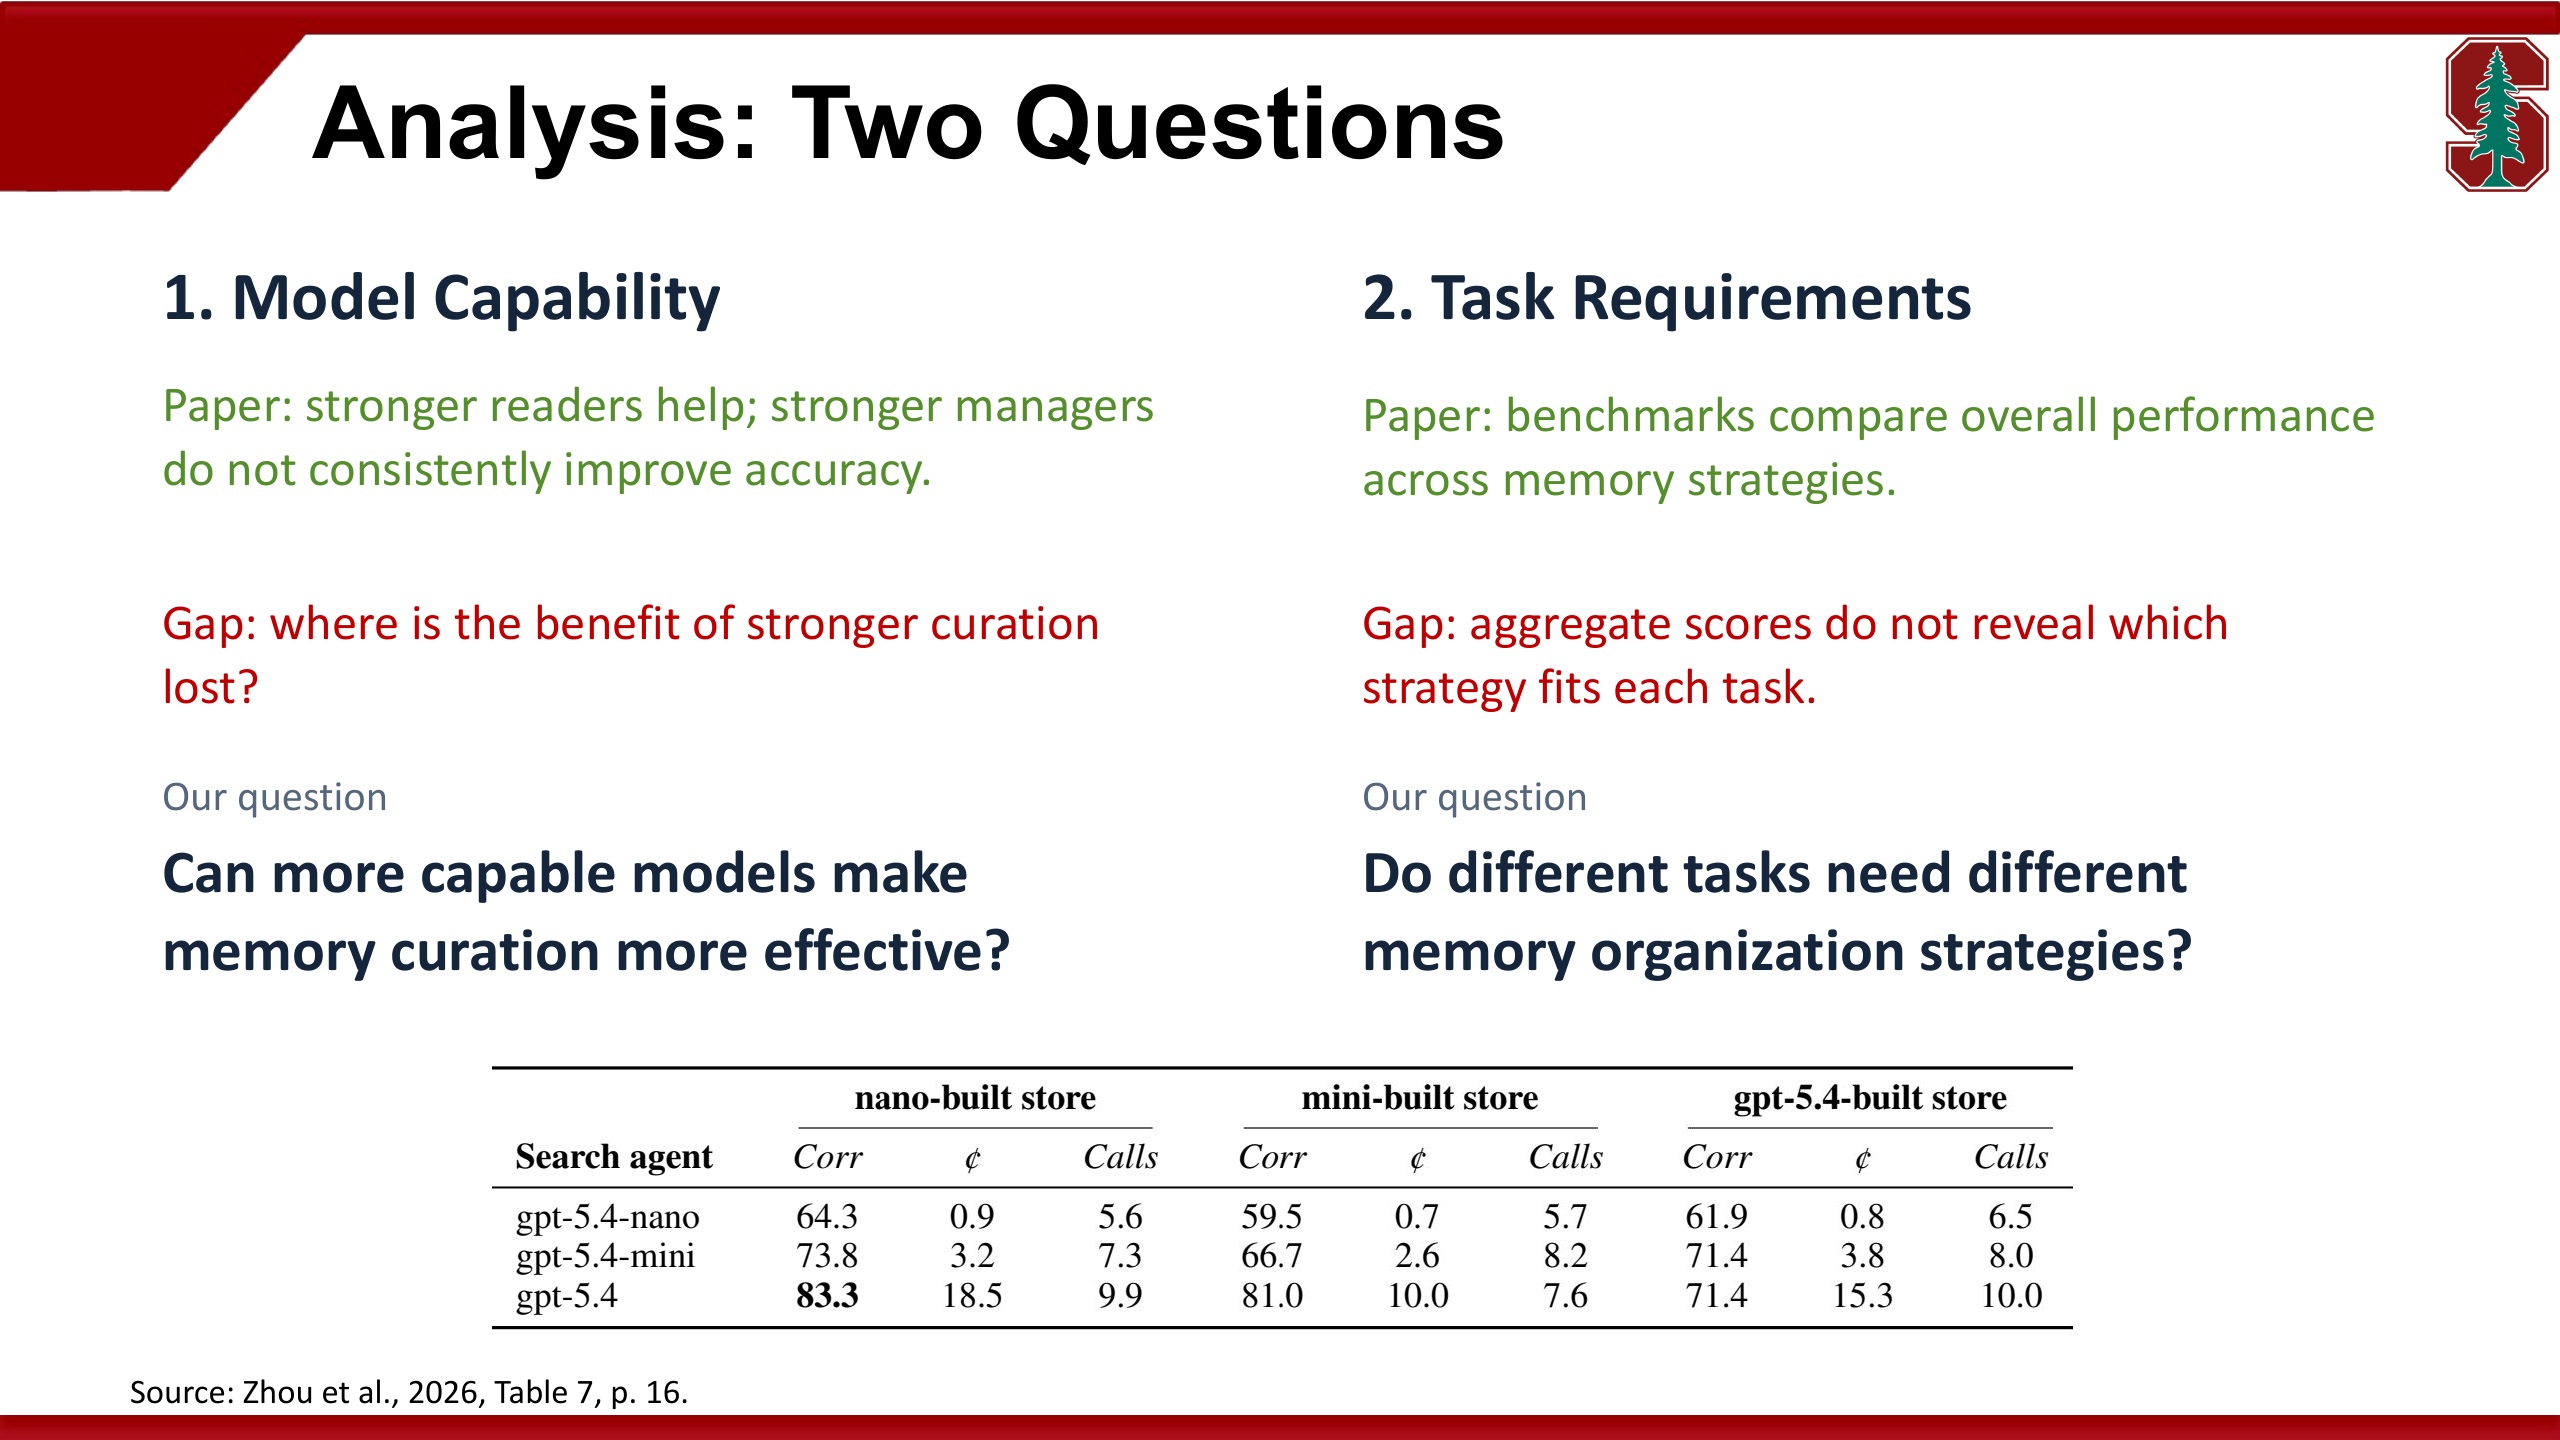 Analysis: Two Questions
1. Model Capability
Paper: stronger readers help; stronger managers
do not consistently improve accuracy.
Gap: where is the benefit of stronger curation
lost?
Our question
Can more capable models make
memory curation more effective?
2. Task Requirements
Paper: benchmarks compare overall performance
across memory strategies.
Gap: aggregate scores do not reveal which
strategy fits each task.
Our question
Do different tasks need different
memory organization strategies?
nano-built store mini-built store gpt-5.4-built store
Search agent Corr ¢ Calls Corr ¢ Calls Corr ¢ Calls
gpt-5.4-nano 64.3 0.9 5.6 59.5 0.7 5.7 61.9 0.8 6.5
gpt-5.4-mini 73.8 3.2 7.3 66.7 2.6 8.2 71.4 3.8 8.0
gpt-5.4 83.3 18.5 9.9 81.0 10.0 7.6 71.4 15.3 10.0
Source: Zhou et al., 2026, Table 7, p. 16.